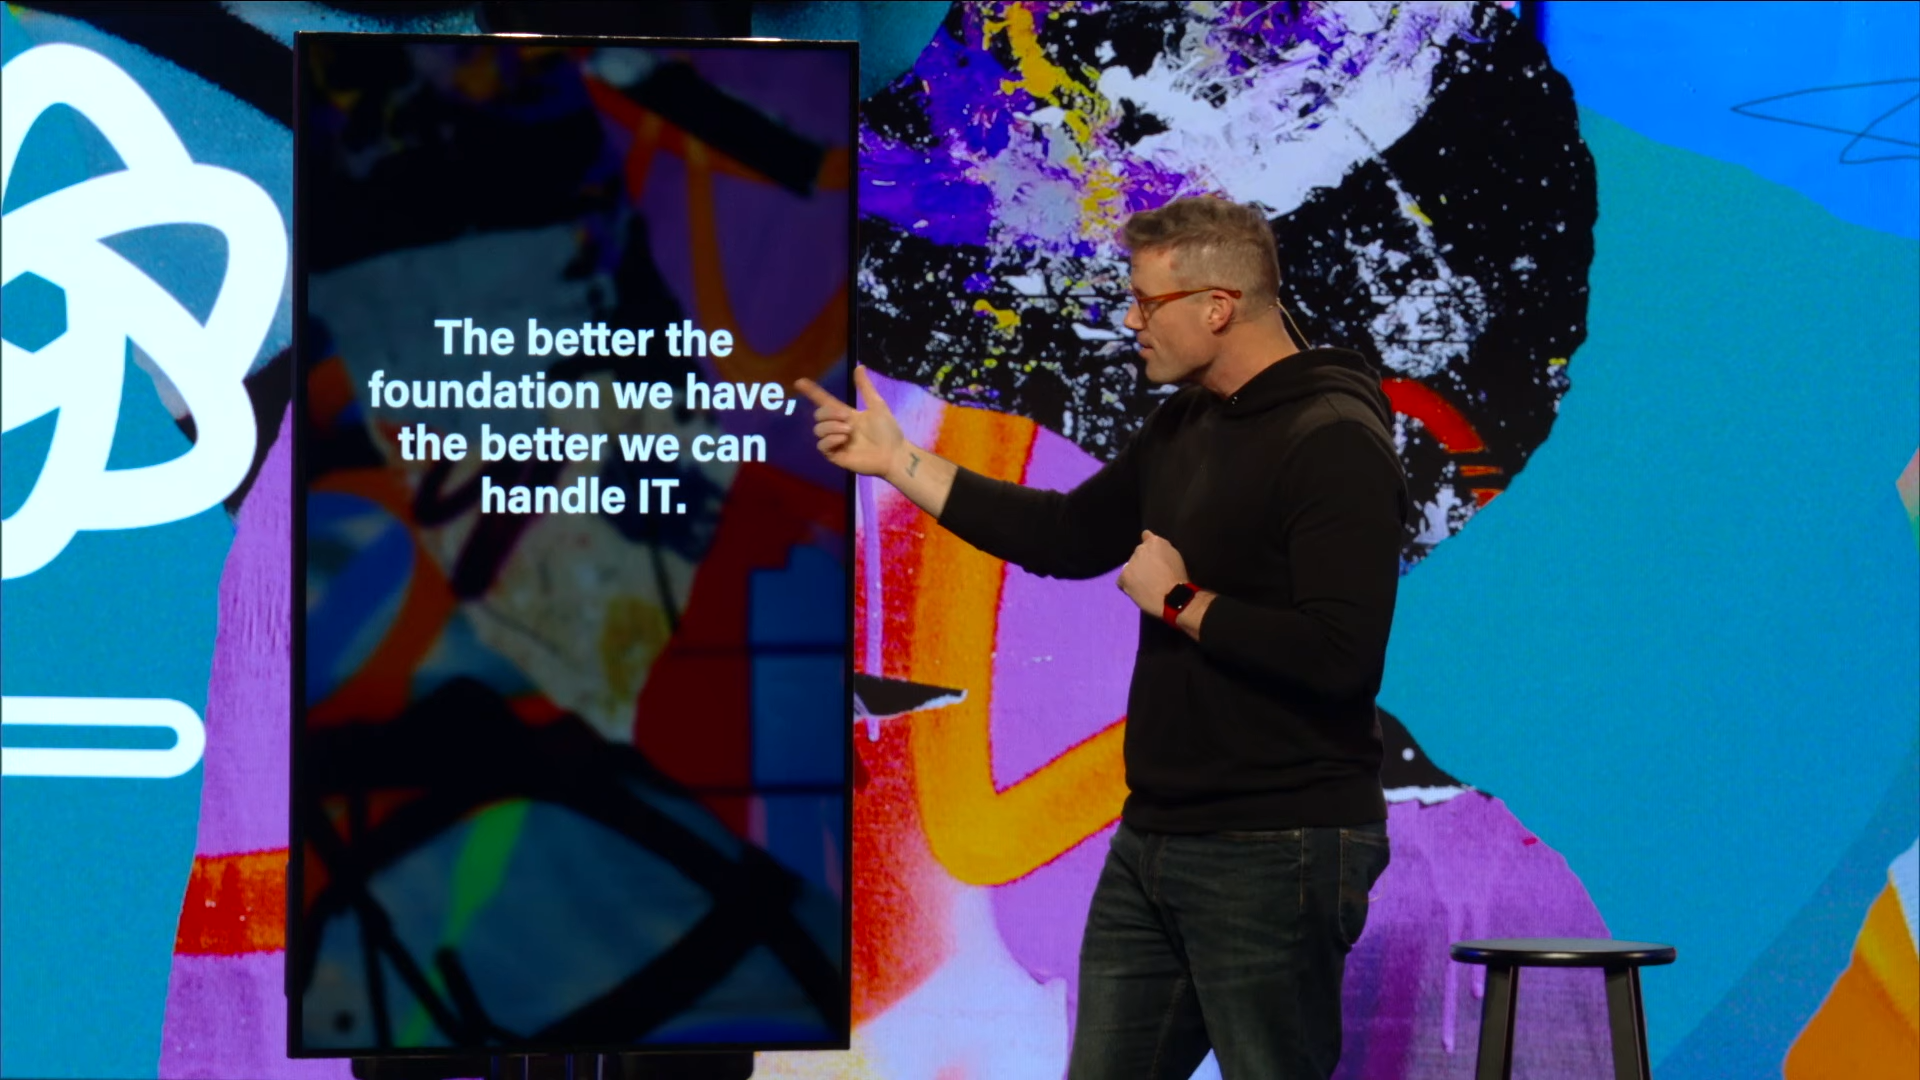 The better the
foundation we have,
the better we can
handle IT.